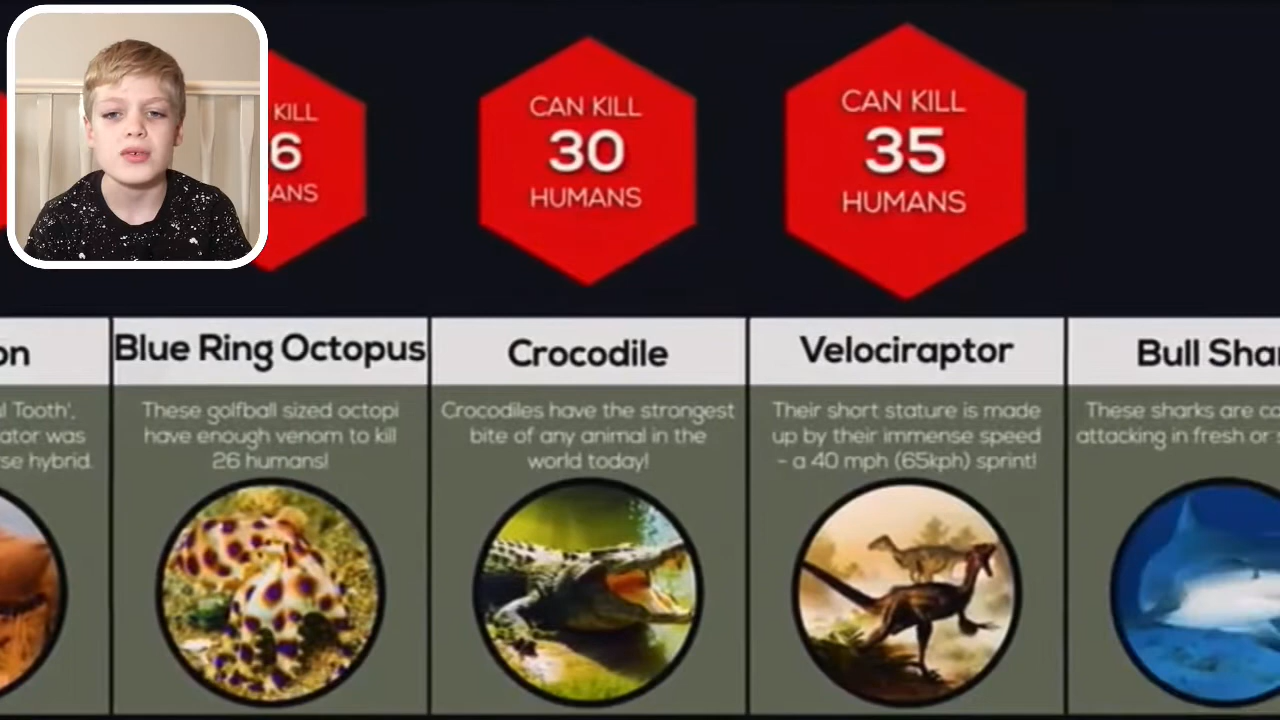 KILL
6
ANS
CAN KILL
30
HUMANS
CAN KILL
35
HUMANS
on
Blue Ring Octopus
Crocodile
Velociraptor
Bull Shar
l Tooth',
ator was
se hybrid.
These golfball sized octopi
have enough venom to kill
26 humans!
Crocodiles have the strongest
bite of any animal in the
world today!
Their short stature is made
up by their immense speed
- a 40 mph (65kph) sprint!
These sharks are
attacking in fresh or